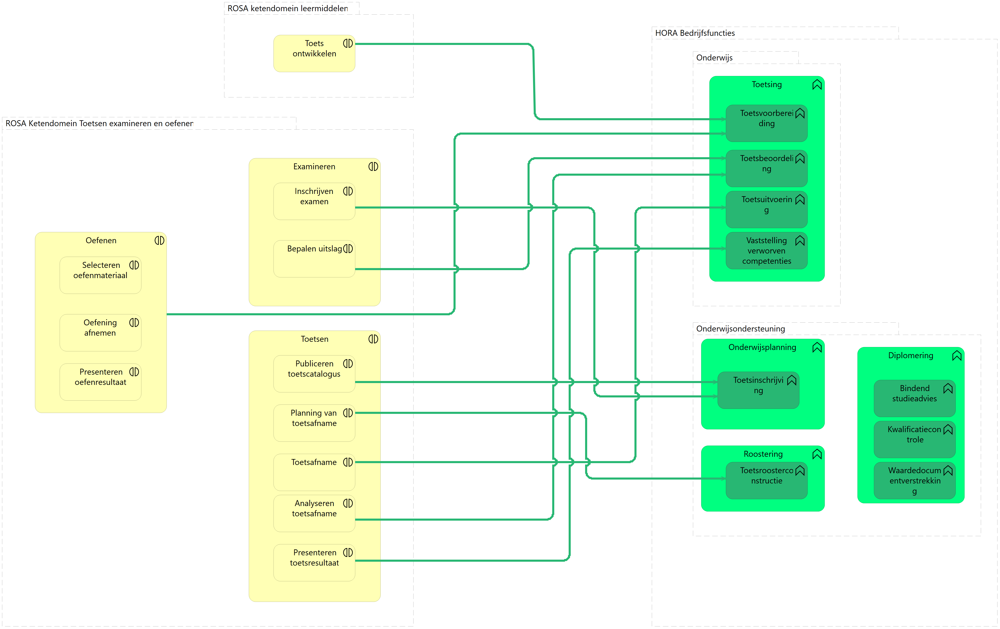 ROSA ketendomein leermiddelen
Toets
ontwikkelen
ROSA Ketendomein Toetsen examineren en oefenen
Oefenen
Selecteren
oefenmateriaal
Oefening
afnemen
Presenteren
oefenresultaat
Examineren
Inschrijven
examen
Bepalen uitslag
Toetsen
Publiceren
toetscatalogus
Planning van
toetsafname
Toetsafname
Analyseren
toetsafname
Presenteren
toetsresultaat
HORA Bedrijfsfuncties
Onderwijs
Toetsing
Toetsvoorberei
ding
Toetsbeoordeli
ng
Toetsuitvoerin
g
Vaststelling
verworven
competenties
Onderwijsondersteuning
Onderwijsplanning
Toetsinschrijvi
ng
Roostering
Toetsroosterco
nstructie
Diplomering
Bindend
studieadvies
Kwalificatiecon
trole
Waardedocum
entverstrekkin
g